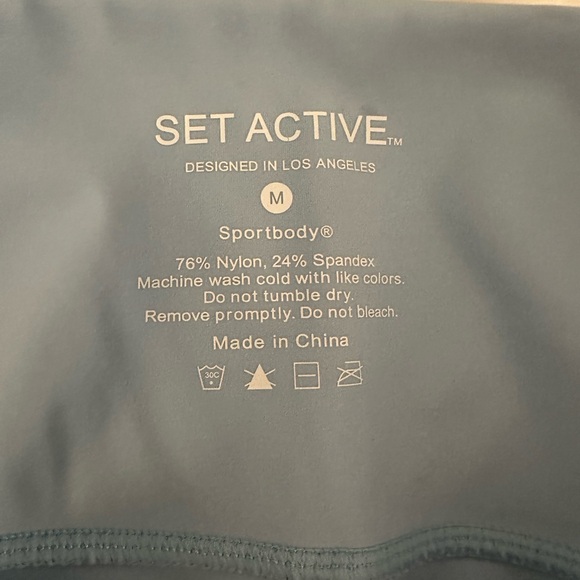 SET ACTIVE™
DESIGNED IN LOS ANGELES
M
Sportbody®
76% Nylon, 24% Spandex
Machine wash cold with like colors.
Do not tumble dry.
Remove promptly. Do not bleach.
Made in China
30C